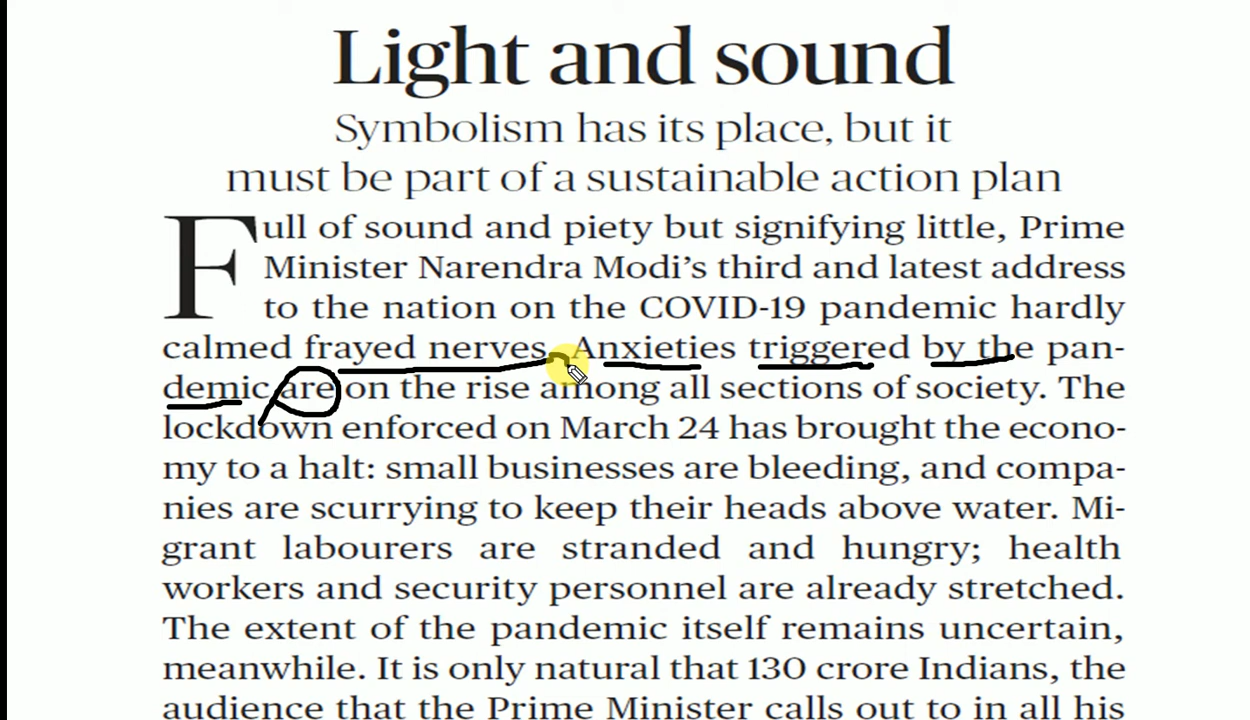 Light and sound
Symbolism has its place, but it
must be part of a sustainable action plan
Full of sound and piety but signifying little, Prime
Minister Narendra Modi's third and latest address
to the nation on the COVID-19 pandemic hardly
calmed frayed nerves. Anxieties triggered by the pan-
demic are on the rise among all sections of society. The
lockdown enforced on March 24 has brought the econo-
my to a halt: small businesses are bleeding, and compa-
nies are scurrying to keep their heads above water. Mi-
grant labourers are stranded and hungry; health
workers and security personnel are already stretched.
The extent of the pandemic itself remains uncertain,
meanwhile. It is only natural that 130 crore Indians, the
audience that the Prime Minister calls out to in all his